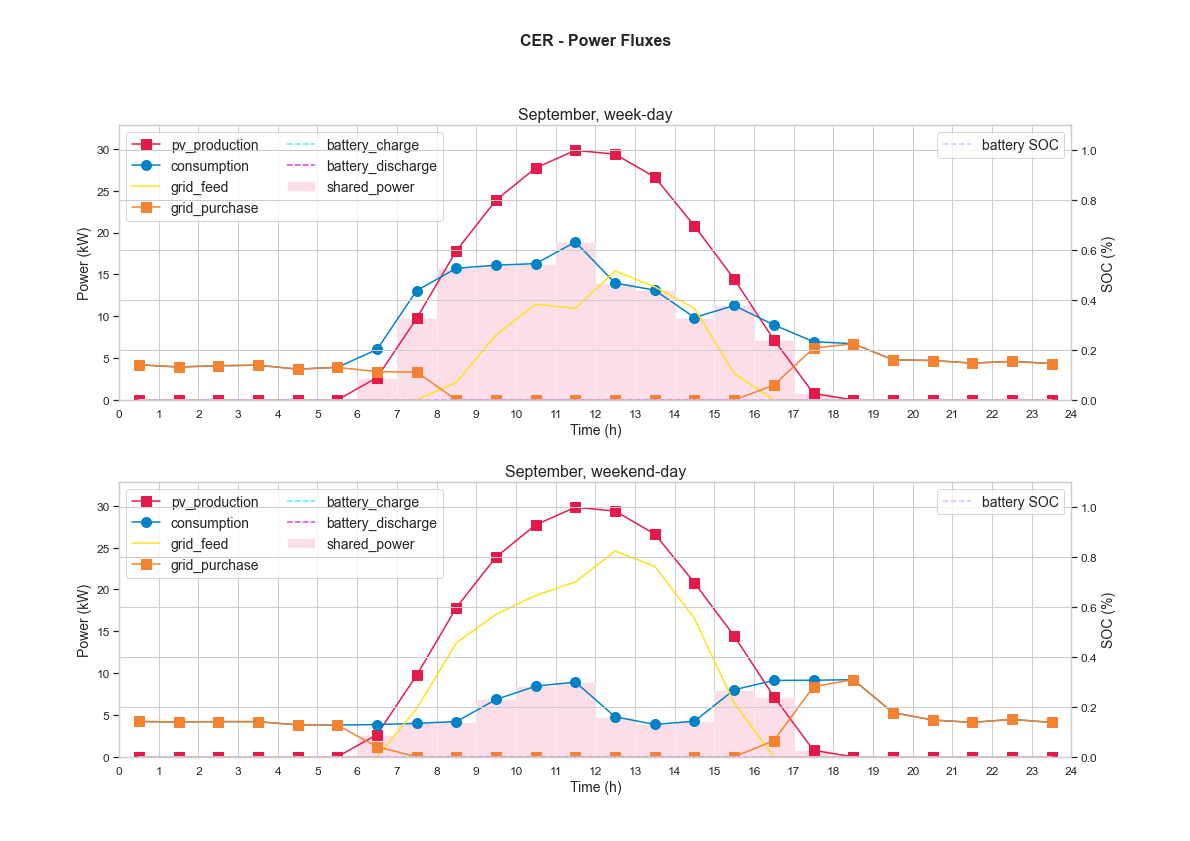 CER - Power Fluxes
September, week-day
pv_production
consumption
grid_feed
grid_purchase
battery_charge
battery_discharge
shared_power
battery SOC
Power (kW)
30
25
20
15
10
5
0
SOC (%)
1.0
0.8
0.6
0.4
0.2
0.0
0 1 2 3 4 5 6 7 8 9 10 11 12 13 14 15 16 17 18 19 20 21 22 23 24
Time (h)
September, weekend-day
pv_production
consumption
grid_feed
grid_purchase
battery_charge
battery_discharge
shared_power
battery SOC
Power (kW)
30
25
20
15
10
5
0
SOC (%)
1.0
0.8
0.6
0.4
0.2
0.0
0 1 2 3 4 5 6 7 8 9 10 11 12 13 14 15 16 17 18 19 20 21 22 23 24
Time (h)